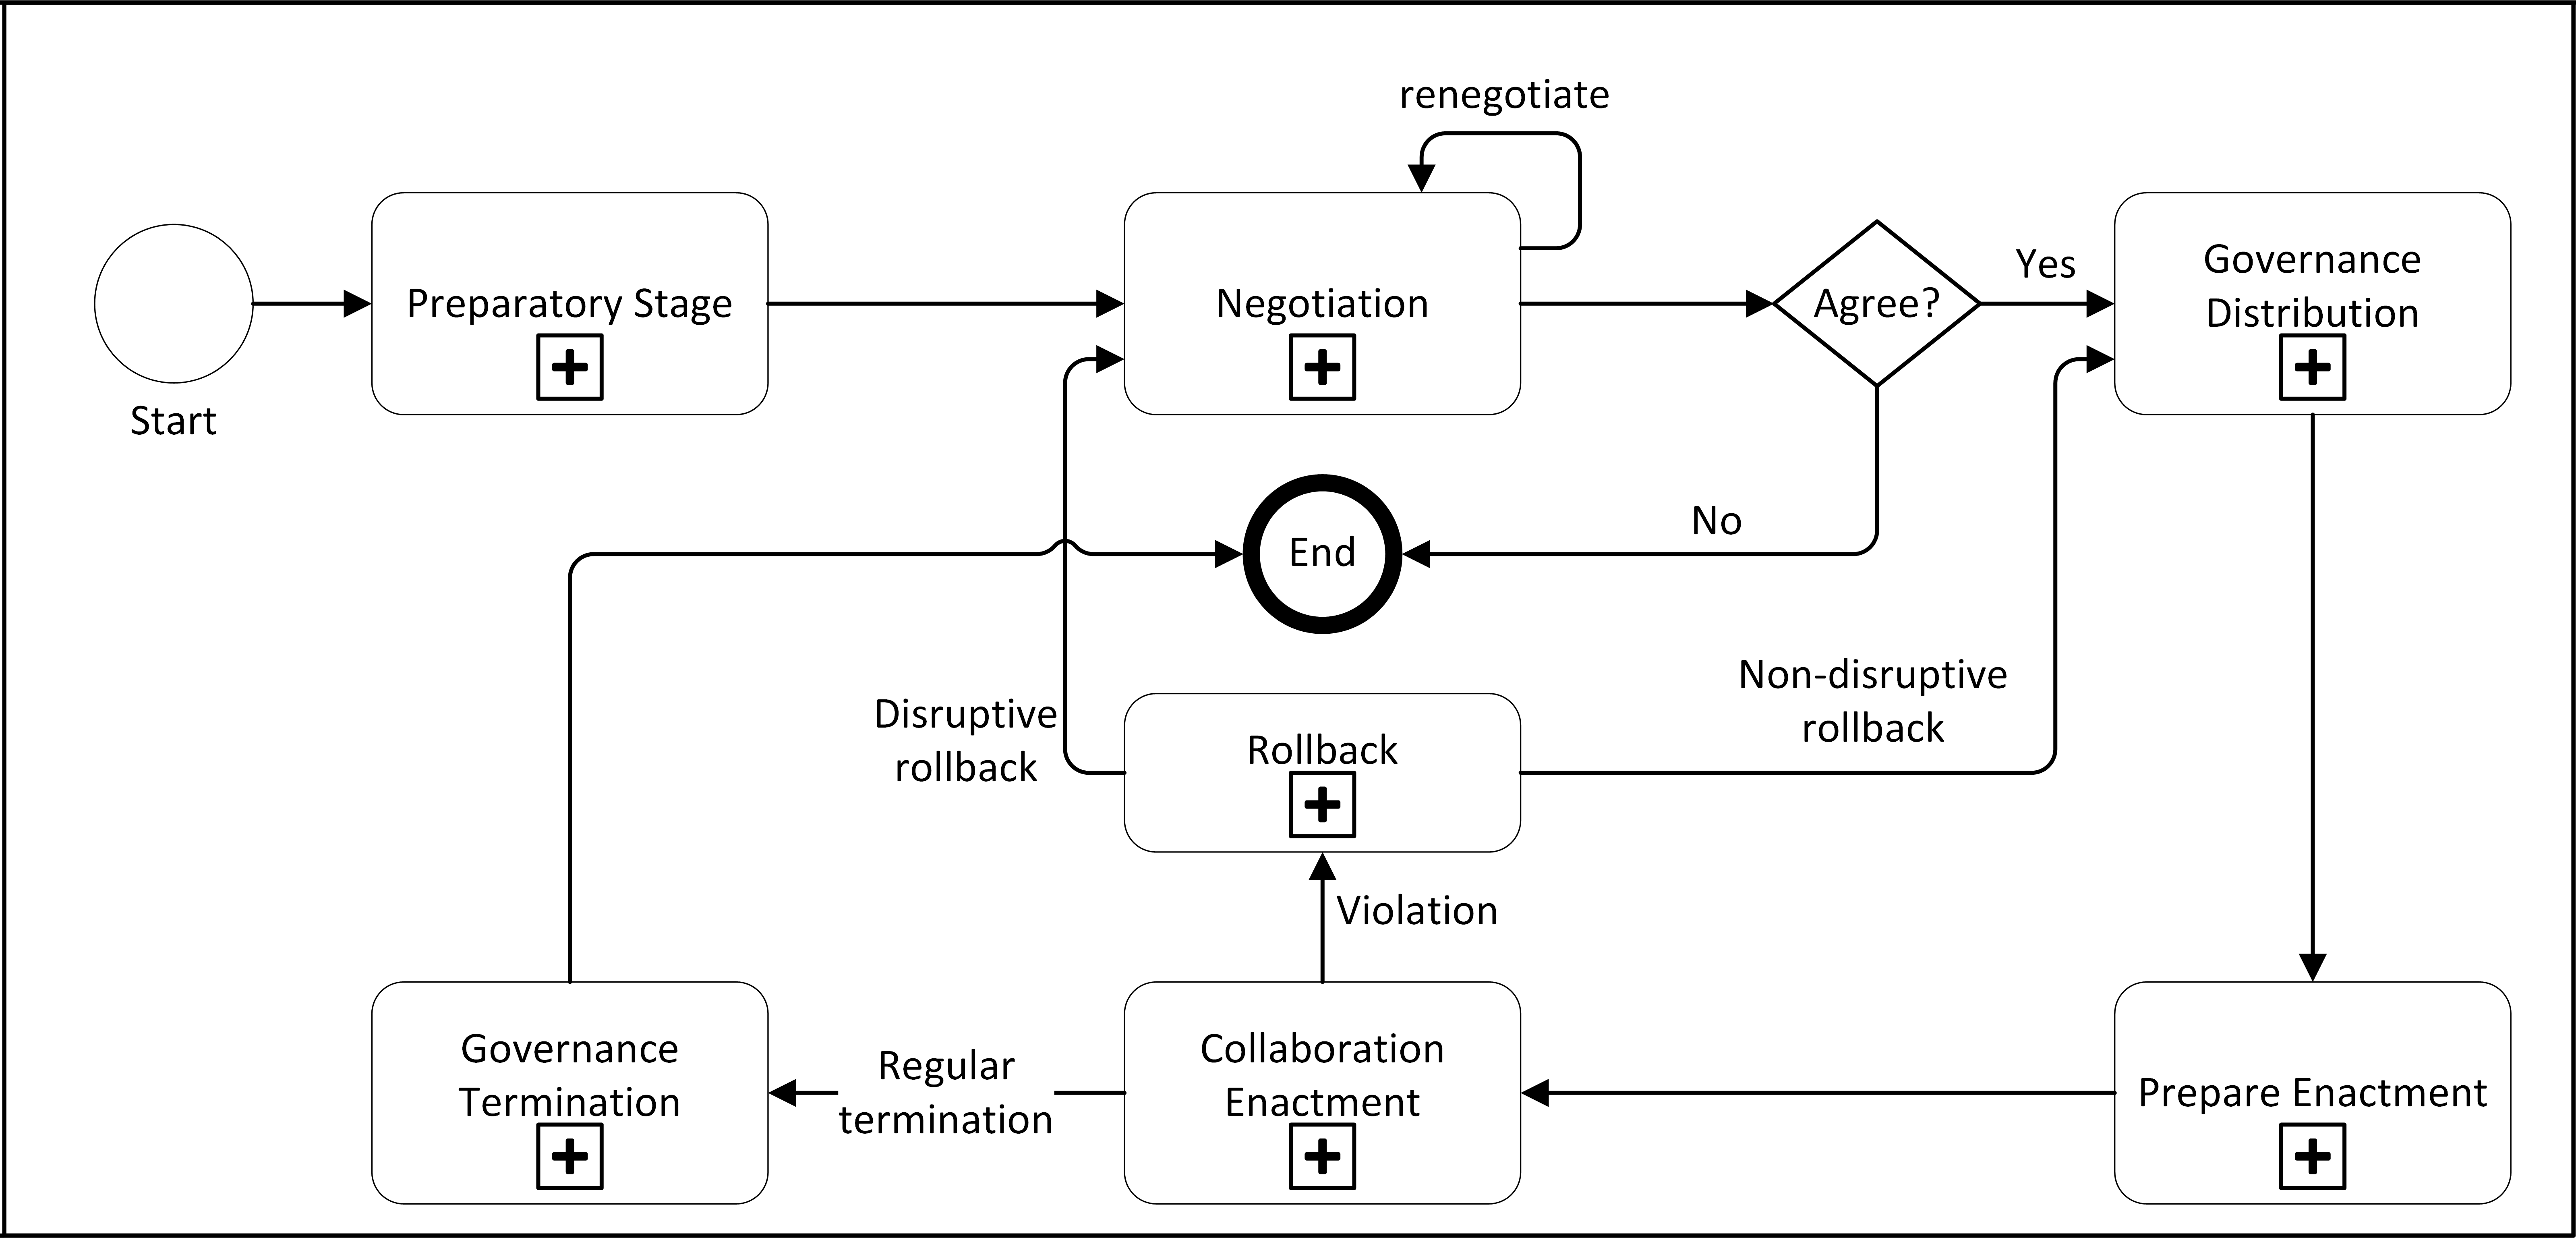 renegotiate
Start
Preparatory Stage
Negotiation
Agree?
Yes
Governance
Distribution
End
No
Disruptive
rollback
Rollback
Non-disruptive
rollback
Violation
Governance
Termination
Regular
termination
Collaboration
Enactment
Prepare Enactment